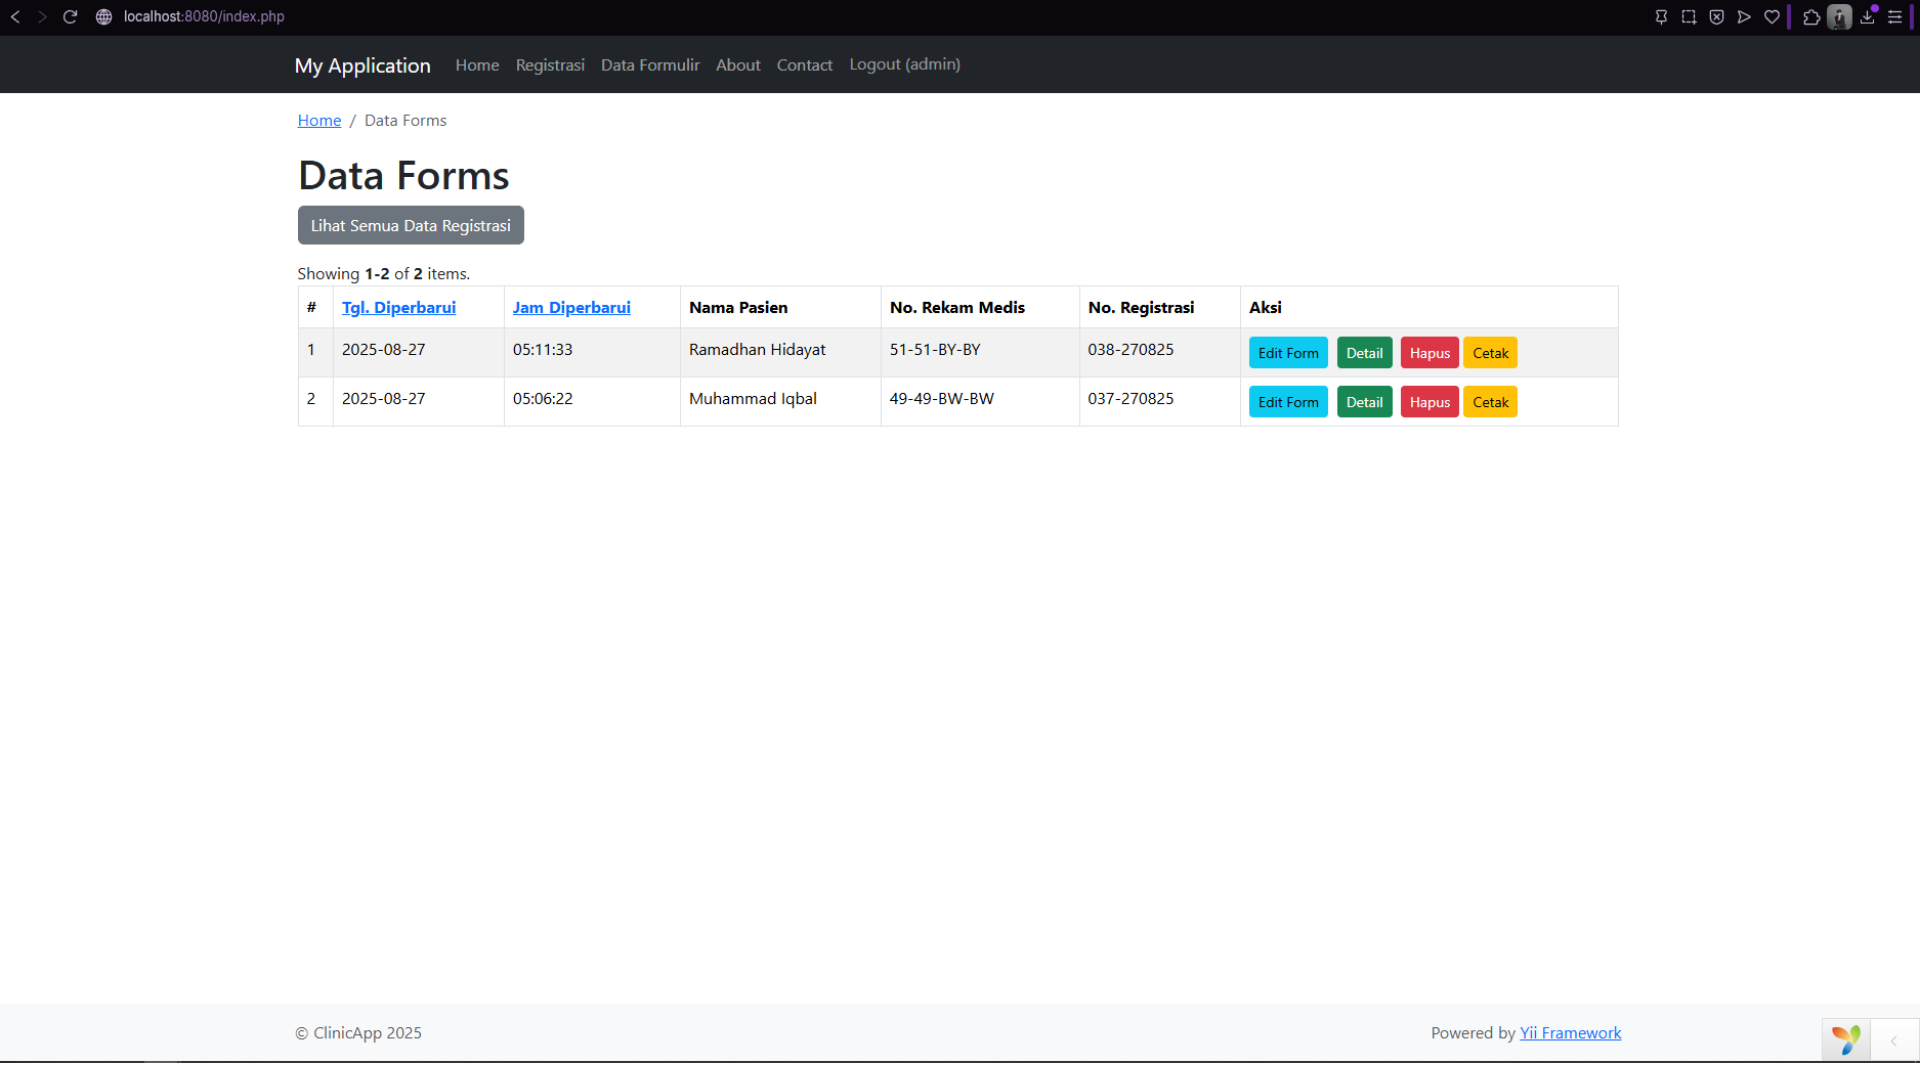 localhost:8080/index.php
My Application Home Registrasi Data Formulir About Contact Logout (admin)
Home / Data Forms
Data Forms
Lihat Semua Data Registrasi
Showing 1-2 of 2 items.
# Tgl. Diperbarui Jam Diperbarui Nama Pasien No. Rekam Medis No. Registrasi Aksi
1 2025-08-27 05:11:33 Ramadhan Hidayat 51-51-BY-BY 038-270825 Edit Form Detail Hapus Cetak
2 2025-08-27 05:06:22 Muhammad Iqbal 49-49-BW-BW 037-270825 Edit Form Detail Hapus Cetak
© ClinicApp 2025 Powered by Yii Framework